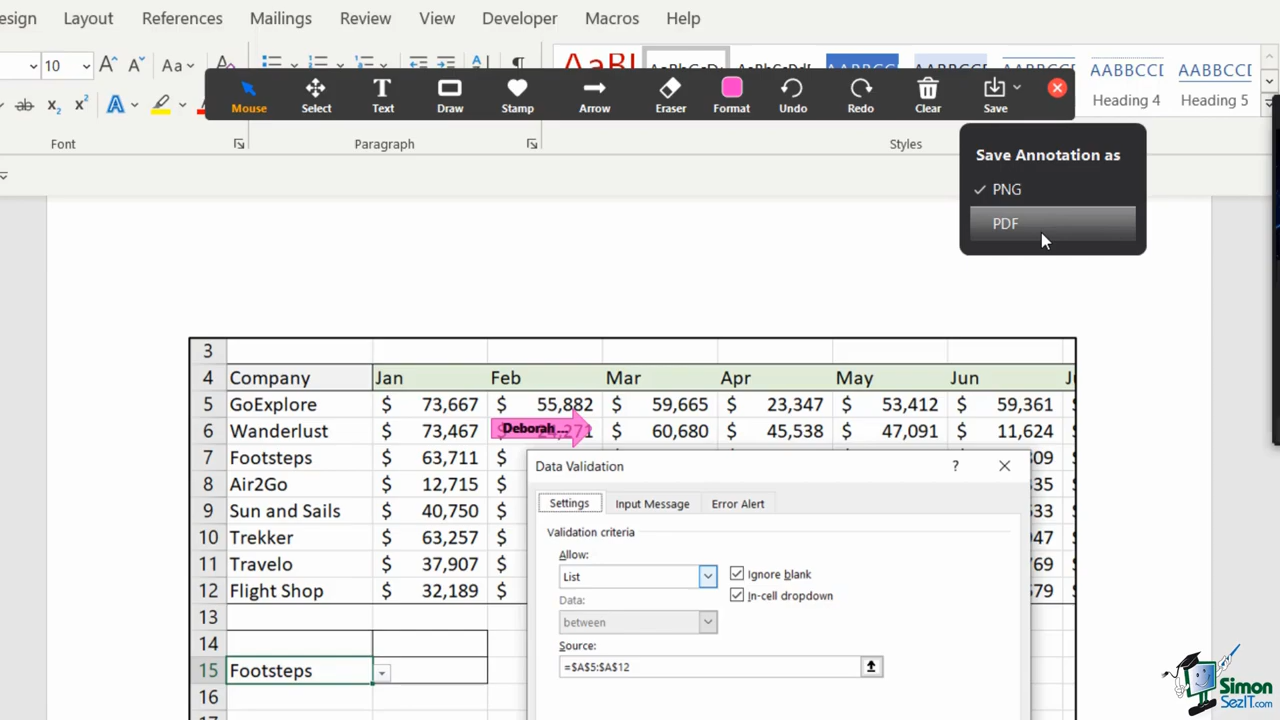 esign Layout References Mailings Review View Developer Macros Help
10 Aa
Mouse Select Text Draw Stamp Arrow Eraser Format Undo Redo Clear Save
Heading 4 Heading 5
Font Paragraph Styles
Save Annotation as
PNG
PDF
3
4 Company Jan Feb Mar Apr May Jun
5 GoExplore $ 73,667 $ 55,882 $ 59,665 $ 23,347 $ 53,412 $ 59,361 $
6 Wanderlust $ 73,467 Deborah ... $ 60,680 $ 45,538 $ 47,091 $ 11,624 $
7 Footsteps $ 63,711 $
8 Air2Go $ 12,715 $
9 Sun and Sails $ 40,750 $
10 Trekker $ 63,257 $
11 Travelo $ 37,907 $
12 Flight Shop $ 32,189 $
13
14
15 Footsteps
16
Data Validation ?
Settings Input Message Error Alert
Validation criteria
Allow:
List Ignore blank
Data: In-cell dropdown
between
Source:
=$A$5:$A$12
Simon
SezIT.com